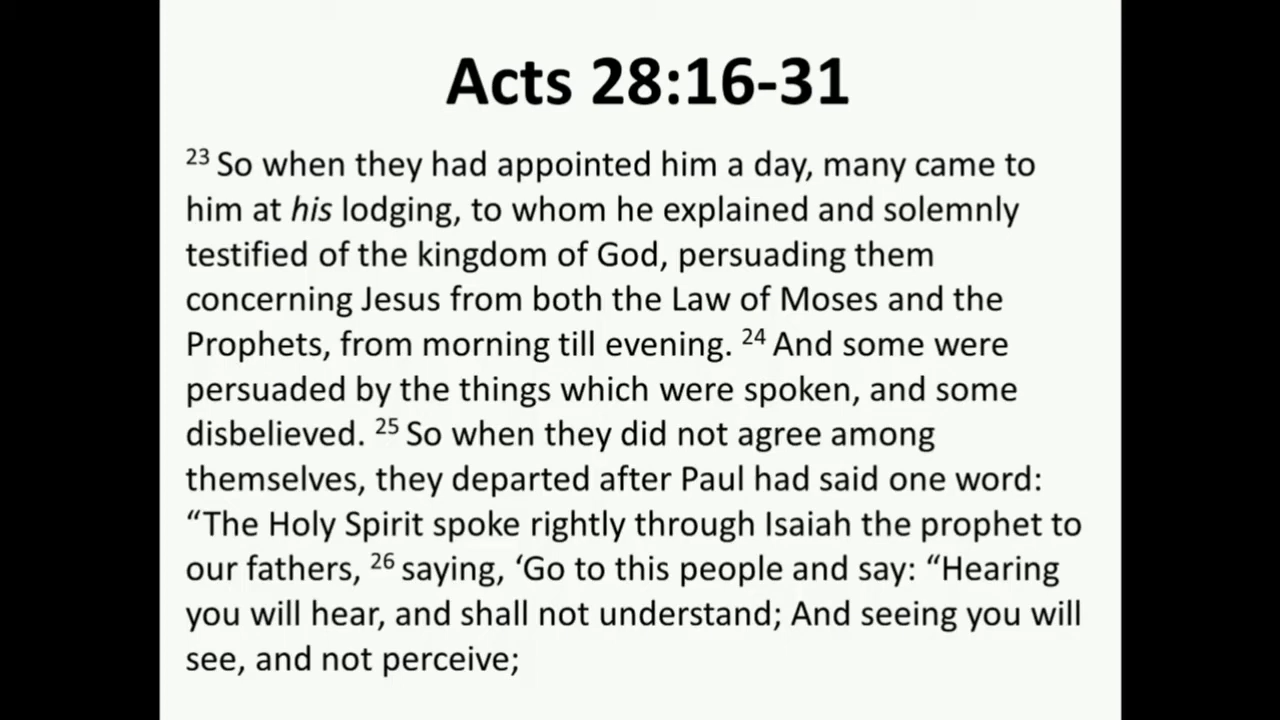 Acts 28:16-31
23 So when they had appointed him a day, many came to
him at his lodging, to whom he explained and solemnly
testified of the kingdom of God, persuading them
concerning Jesus from both the Law of Moses and the
Prophets, from morning till evening. 24 And some were
persuaded by the things which were spoken, and some
disbelieved. 25 So when they did not agree among
themselves, they departed after Paul had said one word:
“The Holy Spirit spoke rightly through Isaiah the prophet to
our fathers, 26 saying, ‘Go to this people and say: “Hearing
you will hear, and shall not understand; And seeing you will
see, and not perceive;